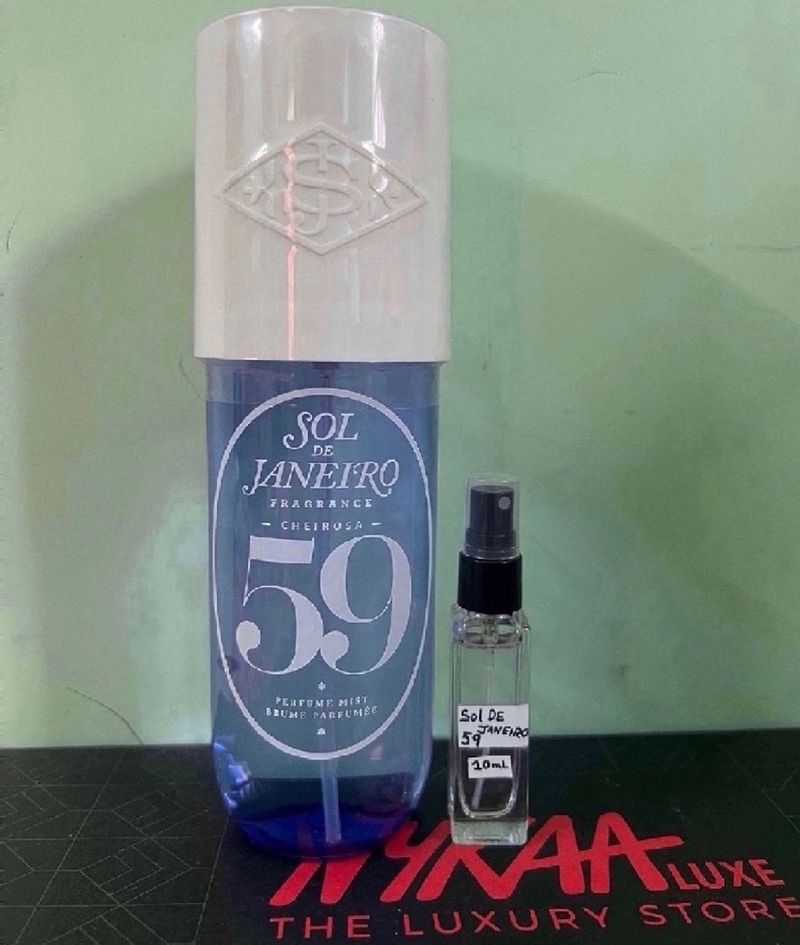 SJ
SOL
DE
JANEIRO
FRAGRANCE
- CHEIROSA -
59
PERFUME MIST
BRUME PARFUMÉE
Sol DE
JANEIRO
59
10mL
NYKAA LUXE
THE LUXURY STORE